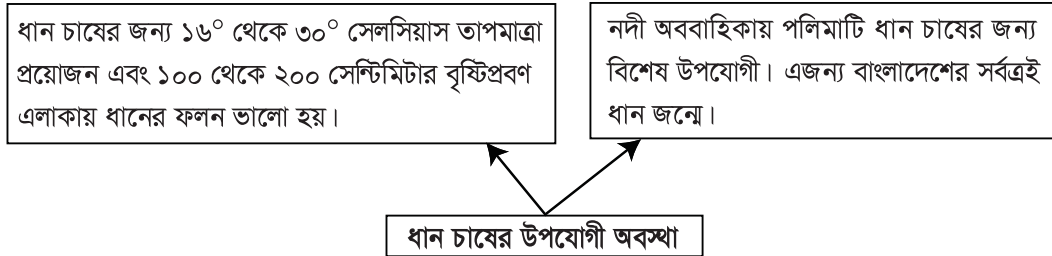 ধান চাষের জন্য ১৬° থেকে ৩০° সেলসিয়াস তাপমাত্রা
প্রয়োজন এবং ১০০ থেকে ২০০ সেন্টিমিটার বৃষ্টিপ্রবণ
এলাকায় ধানের ফলন ভালো হয়।
নদী অববাহিকায় পলিমাটি ধান চাষের জন্য
বিশেষ উপযোগী। এজন্য বাংলাদেশের সর্বত্রই
ধান জন্মে।
ধান চাষের উপযোগী অবস্থা